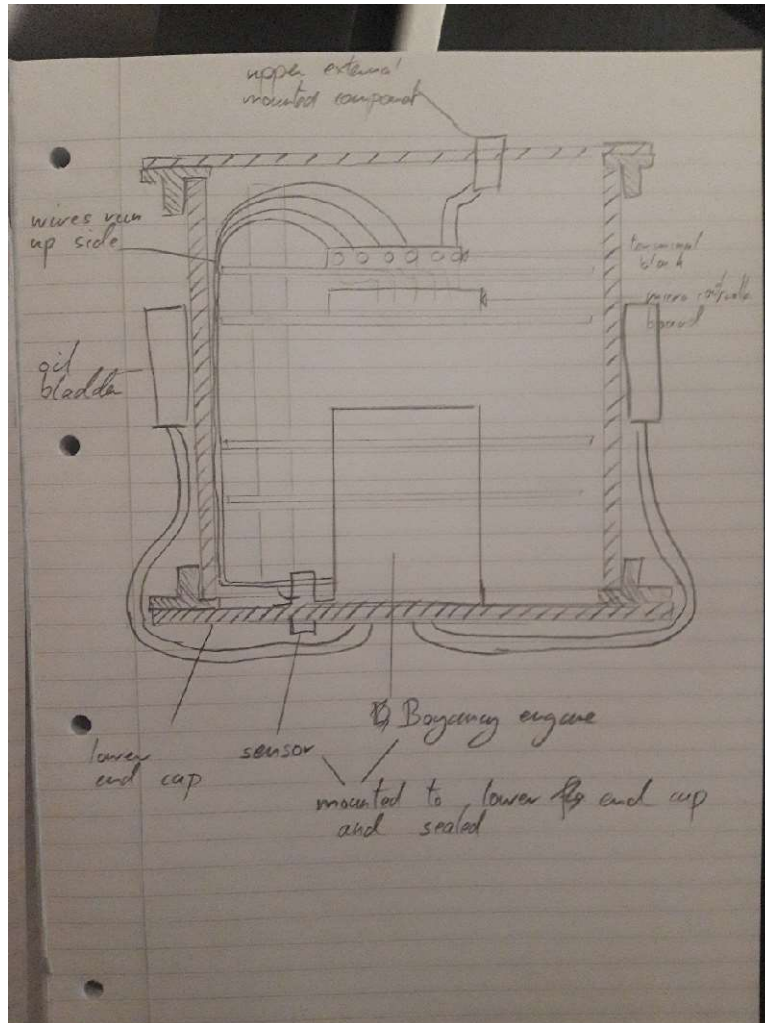 upper external
mounted component
wires run
up side
terminal
block
micro controlle
board
oil
bladder
Boyancy engine
lower
end cap
sensor
mounted to lower end cap
and sealed